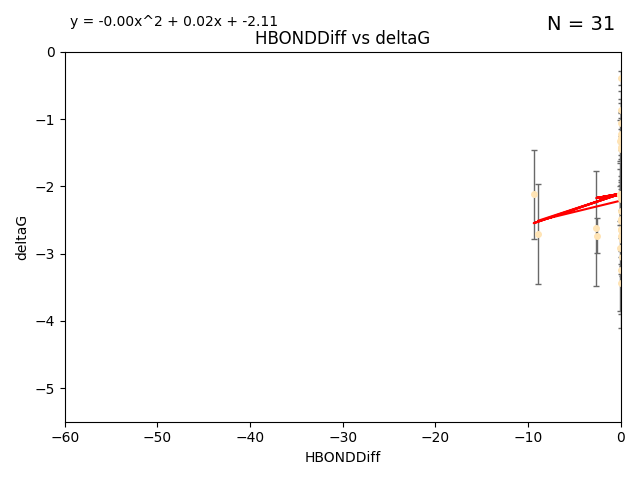 y = -0.00x^2 + 0.02x + -2.11
N = 31
HBONDDiff vs deltaG
deltaG
0
−1
−2
−3
−4
−5
−60
−50
−40
−30
−20
−10
0
HBONDDiff